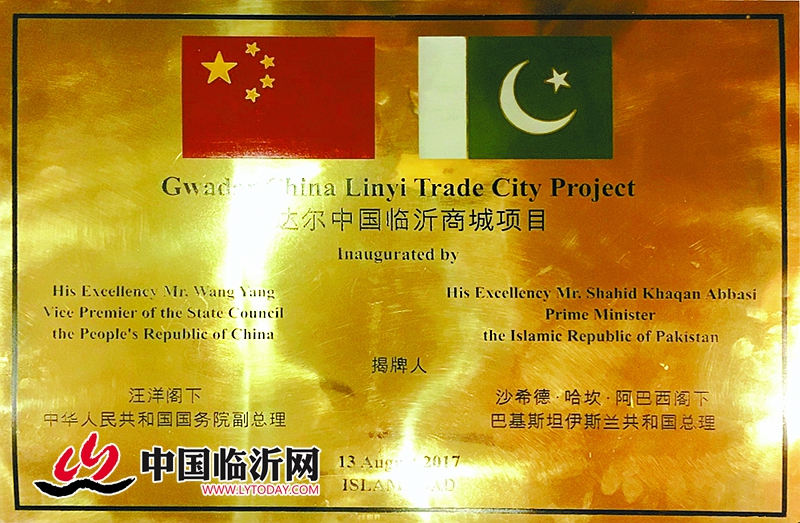 Gwadar China Linyi Trade City Project
达尔中国临沂商城项目
Inaugurated by
His Excellency Mr. Wang Yang
Vice Premier of the State Council
the People's Republic of China
His Excellency Mr. Shahid Khaqan Abbasi
Prime Minister
the Islamic Republic of Pakistan
揭牌人
汪洋阁下
中华人民共和国国务院副总理
沙希德·哈坎·阿巴西阁下
巴基斯坦伊斯兰共和国总理
13 August 2017
ISLAMABAD
中国临沂网
WWW.LYTODAY.COM